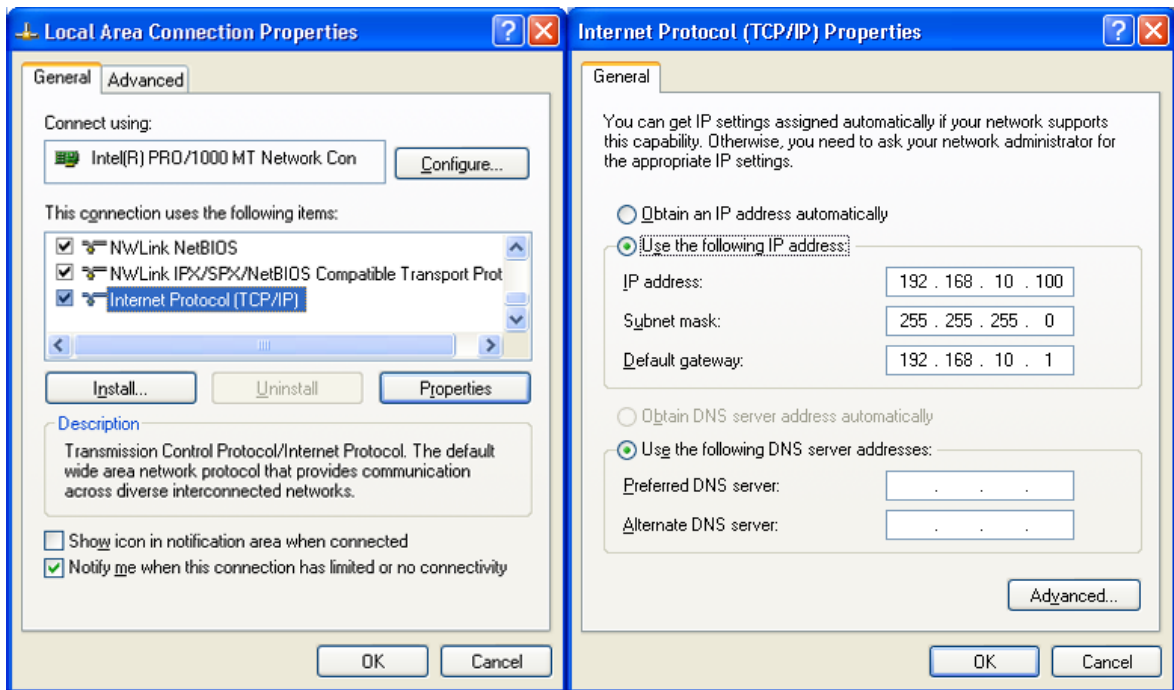 Local Area Connection Properties
General
Advanced
Connect using:
Intel(R) PRO/1000 MT Network Con
Configure...
This connection uses the following items:
NWLink NetBIOS
NWLink IPX/SPX/NetBIOS Compatible Transport Prot
Internet Protocol (TCP/IP)
Install...
Uninstall
Properties
Description
Transmission Control Protocol/Internet Protocol. The default
wide area network protocol that provides communication
across diverse interconnected networks.
Show icon in notification area when connected
Notify me when this connection has limited or no connectivity
OK
Cancel
Internet Protocol (TCP/IP) Properties
General
You can get IP settings assigned automatically if your network supports
this capability. Otherwise, you need to ask your network administrator for
the appropriate IP settings.
Obtain an IP address automatically
Use the following IP address:
IP address: 192 . 168 . 10 . 100
Subnet mask: 255 . 255 . 255 . 0
Default gateway: 192 . 168 . 10 . 1
Obtain DNS server address automatically
Use the following DNS server addresses:
Preferred DNS server: . . .
Alternate DNS server: . . .
Advanced...
OK
Cancel